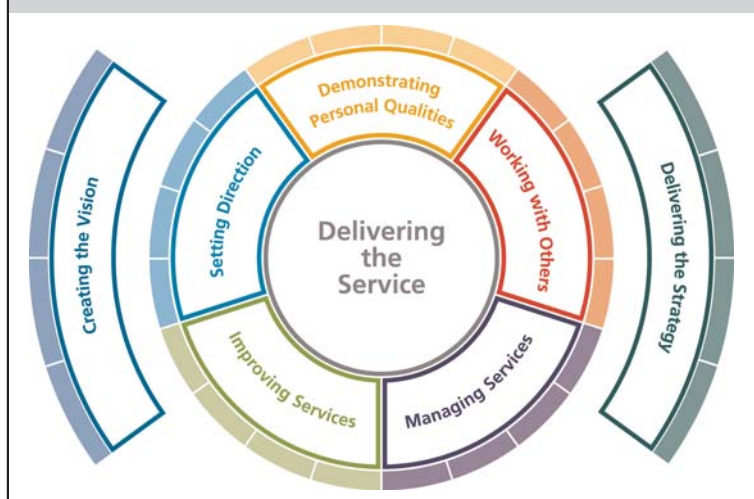 Demonstrating
Personal Qualities
Working with Others
Managing Services
Improving Services
Setting Direction
Delivering
the
Service
Creating the Vision
Delivering the Strategy